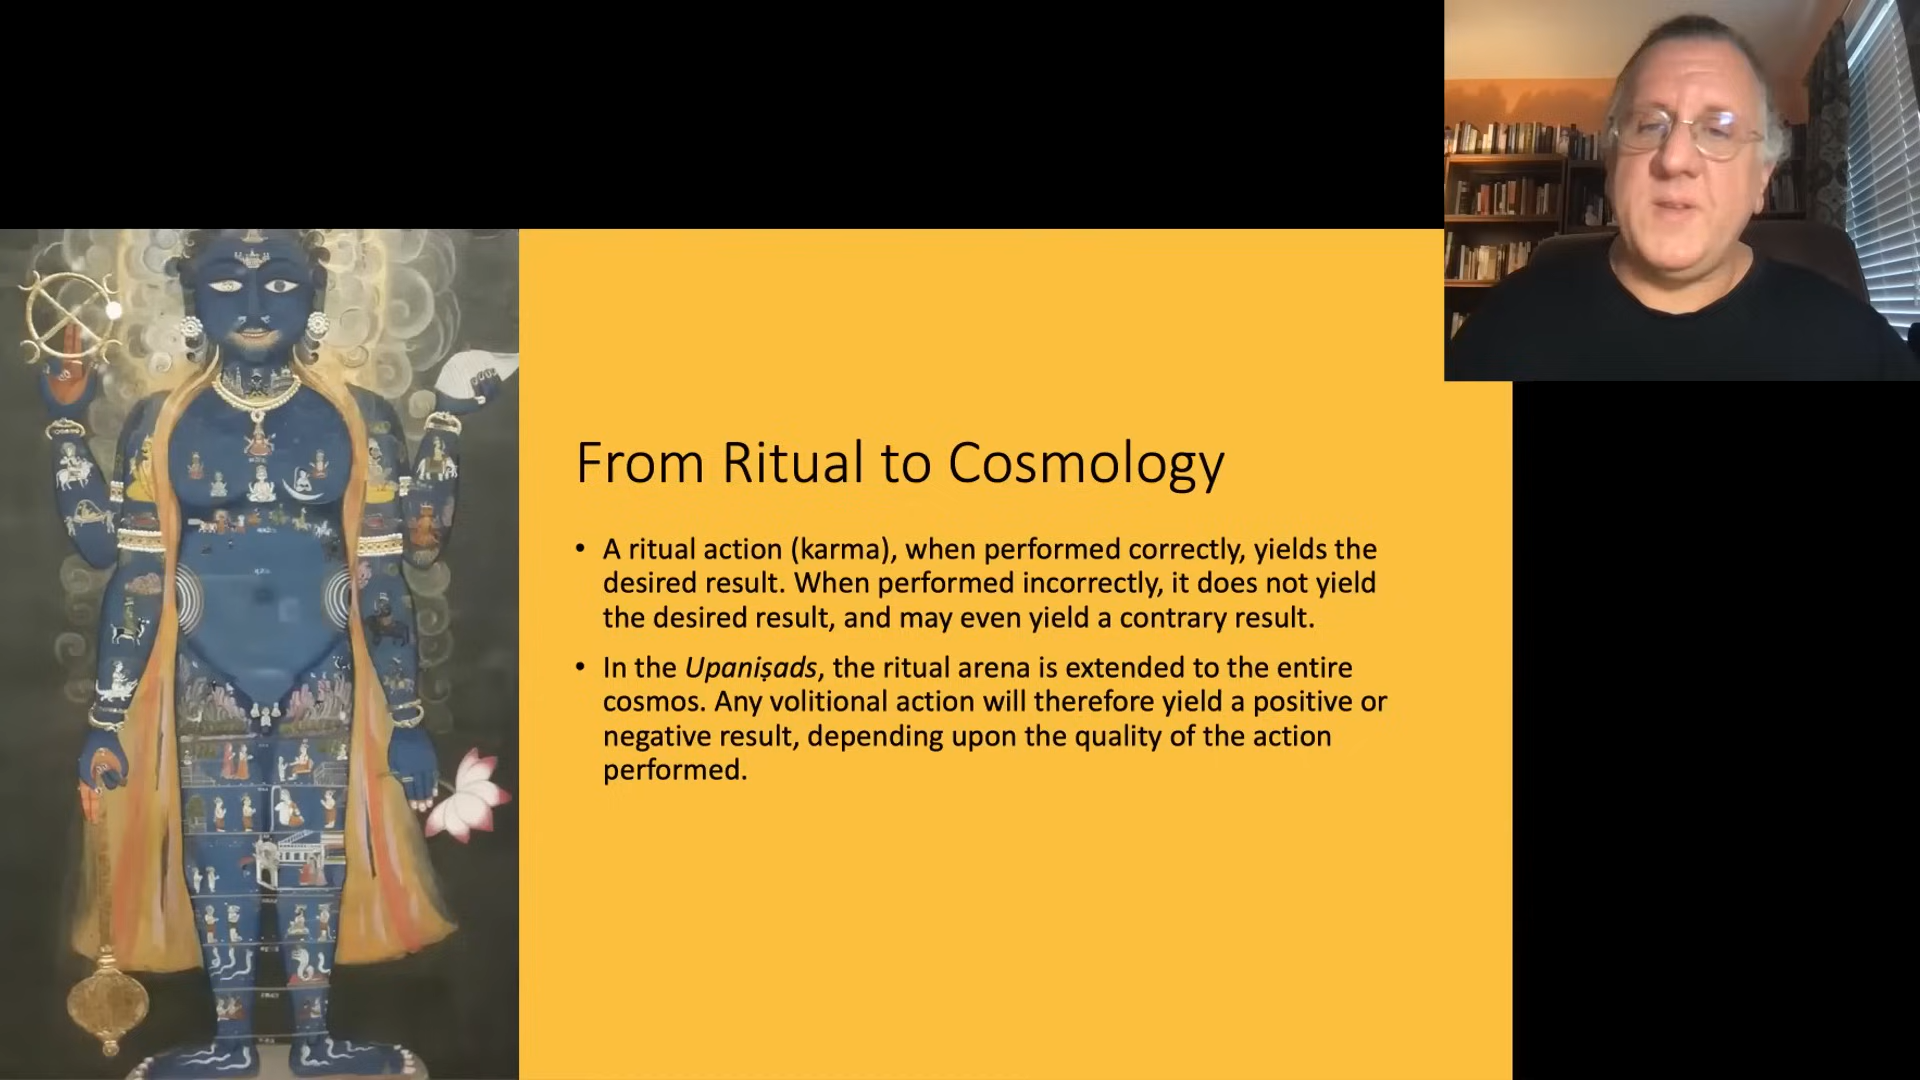 From Ritual to Cosmology
• A ritual action (karma), when performed correctly, yields the
desired result. When performed incorrectly, it does not yield
the desired result, and may even yield a contrary result.
• In the Upaniṣads, the ritual arena is extended to the entire
cosmos. Any volitional action will therefore yield a positive or
negative result, depending upon the quality of the action
performed.